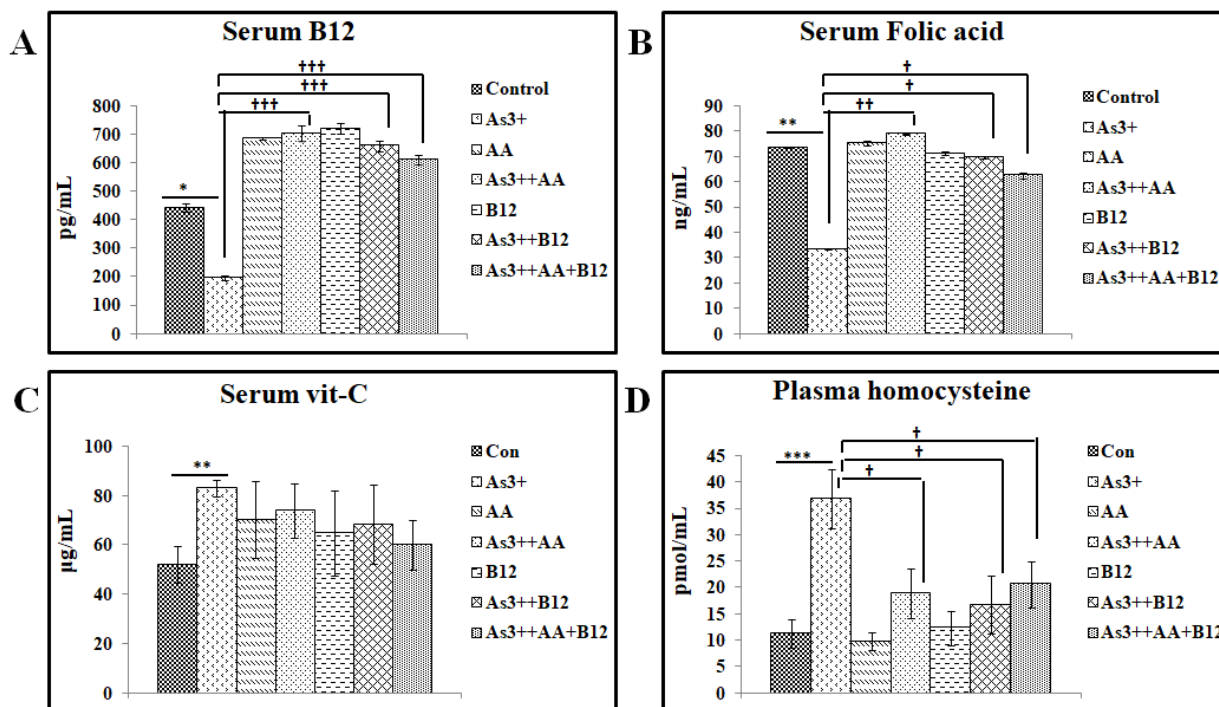 A
Serum B12
†††
†††
†††
*
pg/mL
800
700
600
500
400
300
200
100
0
Control
As3+
AA
As3++AA
B12
As3++B12
As3++AA+B12
B
Serum Folic acid
†
†
††
**
ng/mL
90
80
70
60
50
40
30
20
10
0
Control
As3+
AA
As3++AA
B12
As3++B12
As3++AA+B12
C
Serum vit-C
**
µg/mL
100
80
60
40
20
0
Con
As3+
AA
As3++AA
B12
As3++B12
As3++AA+B12
D
Plasma homocysteine
†
†
†
***
pmol/mL
45
40
35
30
25
20
15
10
5
0
Con
As3+
AA
As3++AA
B12
As3++B12
As3++AA+B12